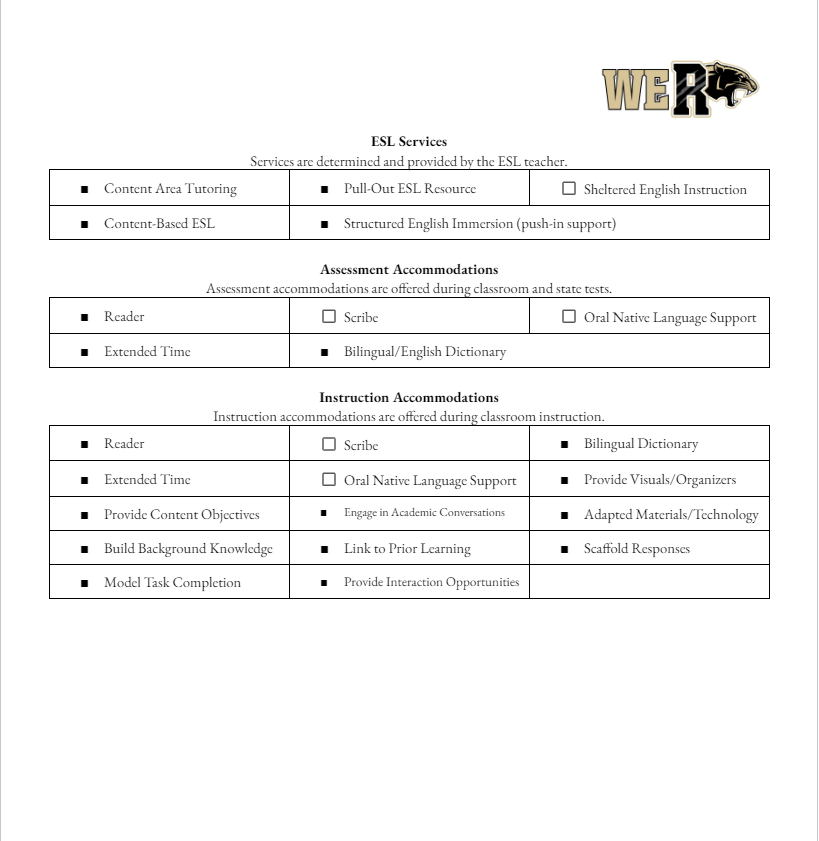 WE R
ESL Services
Services are determined and provided by the ESL teacher.
■ Content Area Tutoring ■ Pull-Out ESL Resource ☐ Sheltered English Instruction
■ Content-Based ESL ■ Structured English Immersion (push-in support)
Assessment Accommodations
Assessment accommodations are offered during classroom and state tests.
■ Reader ☐ Scribe ☐ Oral Native Language Support
■ Extended Time ■ Bilingual/English Dictionary
Instruction Accommodations
Instruction accommodations are offered during classroom instruction.
■ Reader ☐ Scribe ■ Bilingual Dictionary
■ Extended Time ☐ Oral Native Language Support ■ Provide Visuals/Organizers
■ Provide Content Objectives ■ Engage in Academic Conversations ■ Adapted Materials/Technology
■ Build Background Knowledge ■ Link to Prior Learning ■ Scaffold Responses
■ Model Task Completion ■ Provide Interaction Opportunities